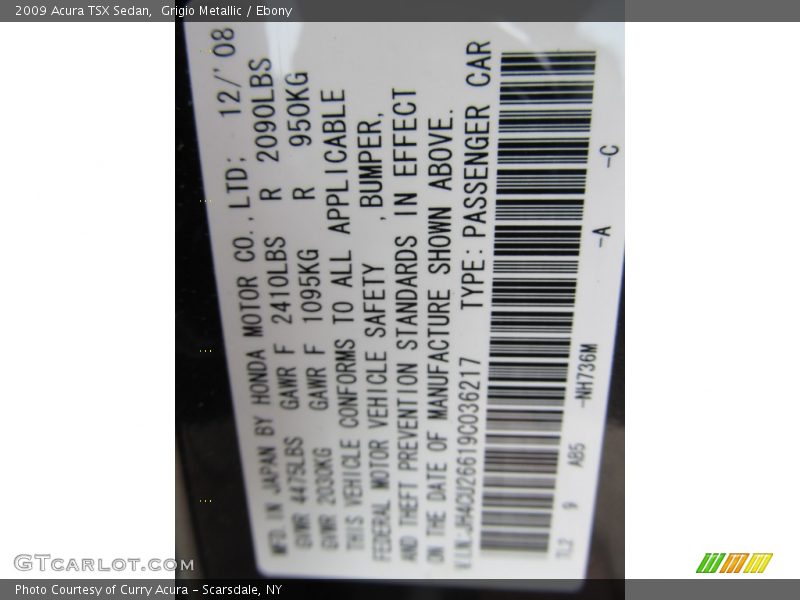 2009 Acura TSX Sedan,  Grigio Metallic / Ebony
MFD. IN JAPAN BY HONDA MOTOR CO., LTD; 12/'08
GVWR 4475LBS GAWR F 2410LBS R 2090LBS
GVWR 2030KG GAWR F 1095KG R 950KG
THIS VEHICLE CONFORMS TO ALL APPLICABLE
FEDERAL MOTOR VEHICLE SAFETY , BUMPER,
AND THEFT PREVENTION STANDARDS IN EFFECT
ON THE DATE OF MANUFACTURE SHOWN ABOVE.
V.I.N:JH4CU26619C036217 TYPE: PASSENGER CAR
TL2 9 AB5 -NH736M -A -C
GTCarLot.com
Photo Courtesy of Curry Acura - Scarsdale, NY